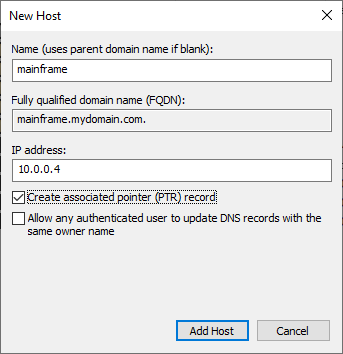 New Host
Name (uses parent domain name if blank):
mainframe
Fully qualified domain name (FQDN):
mainframe.mydomain.com.
IP address:
10.0.0.4
Create associated pointer (PTR) record
Allow any authenticated user to update DNS records with the
same owner name
Add Host
Cancel